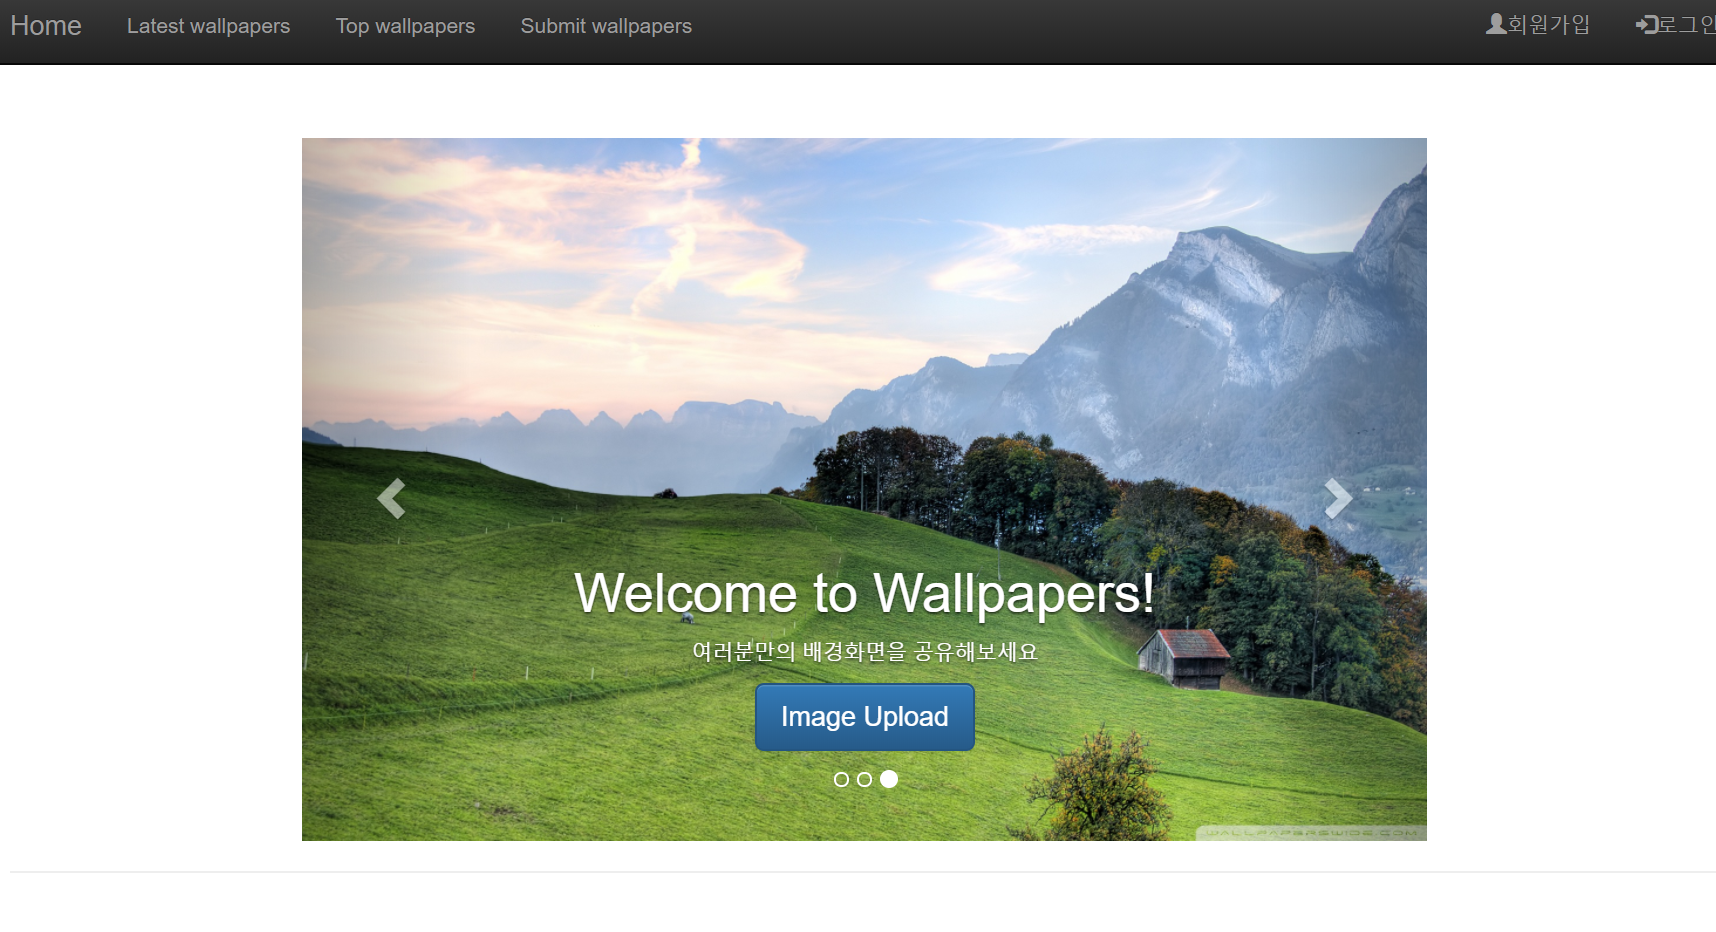 Home Latest wallpapers Top wallpapers Submit wallpapers 회원가입 로그인
Welcome to Wallpapers!
여러분만의 배경화면을 공유해보세요
Image Upload
WALLPAPERSWIDE.COM